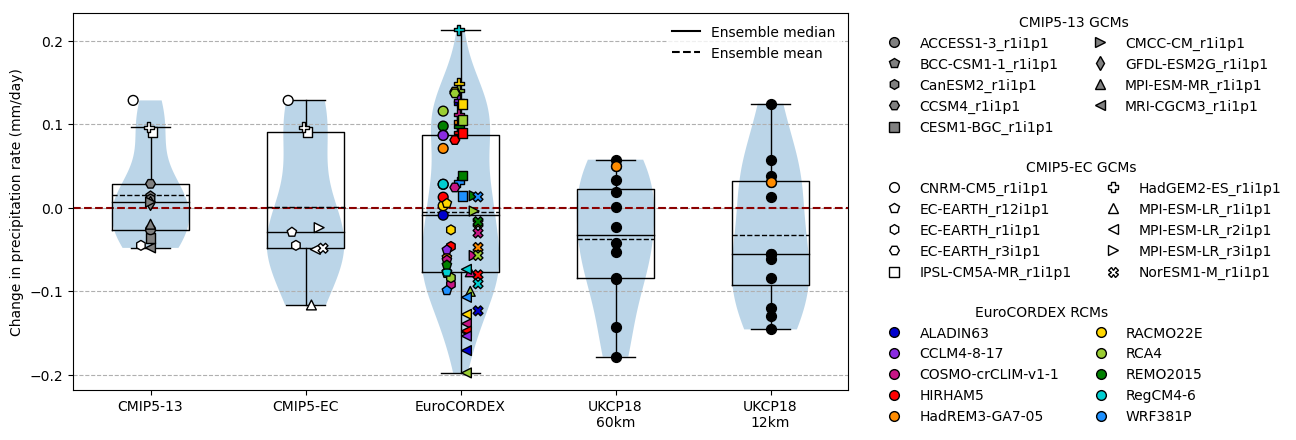 Change in precipitation rate (mm/day)
0.2
0.1
0.0
−0.1
−0.2
CMIP5-13
CMIP5-EC
EuroCORDEX
UKCP18
60km
UKCP18
12km
Ensemble median
Ensemble mean
CMIP5-13 GCMs
ACCESS1-3_r1i1p1
BCC-CSM1-1_r1i1p1
CanESM2_r1i1p1
CCSM4_r1i1p1
CESM1-BGC_r1i1p1
CMCC-CM_r1i1p1
GFDL-ESM2G_r1i1p1
MPI-ESM-MR_r1i1p1
MRI-CGCM3_r1i1p1
CMIP5-EC GCMs
CNRM-CM5_r1i1p1
EC-EARTH_r12i1p1
EC-EARTH_r1i1p1
EC-EARTH_r3i1p1
IPSL-CM5A-MR_r1i1p1
HadGEM2-ES_r1i1p1
MPI-ESM-LR_r1i1p1
MPI-ESM-LR_r2i1p1
MPI-ESM-LR_r3i1p1
NorESM1-M_r1i1p1
EuroCORDEX RCMs
ALADIN63
CCLM4-8-17
COSMO-crCLIM-v1-1
HIRHAM5
HadREM3-GA7-05
RACMO22E
RCA4
REMO2015
RegCM4-6
WRF381P